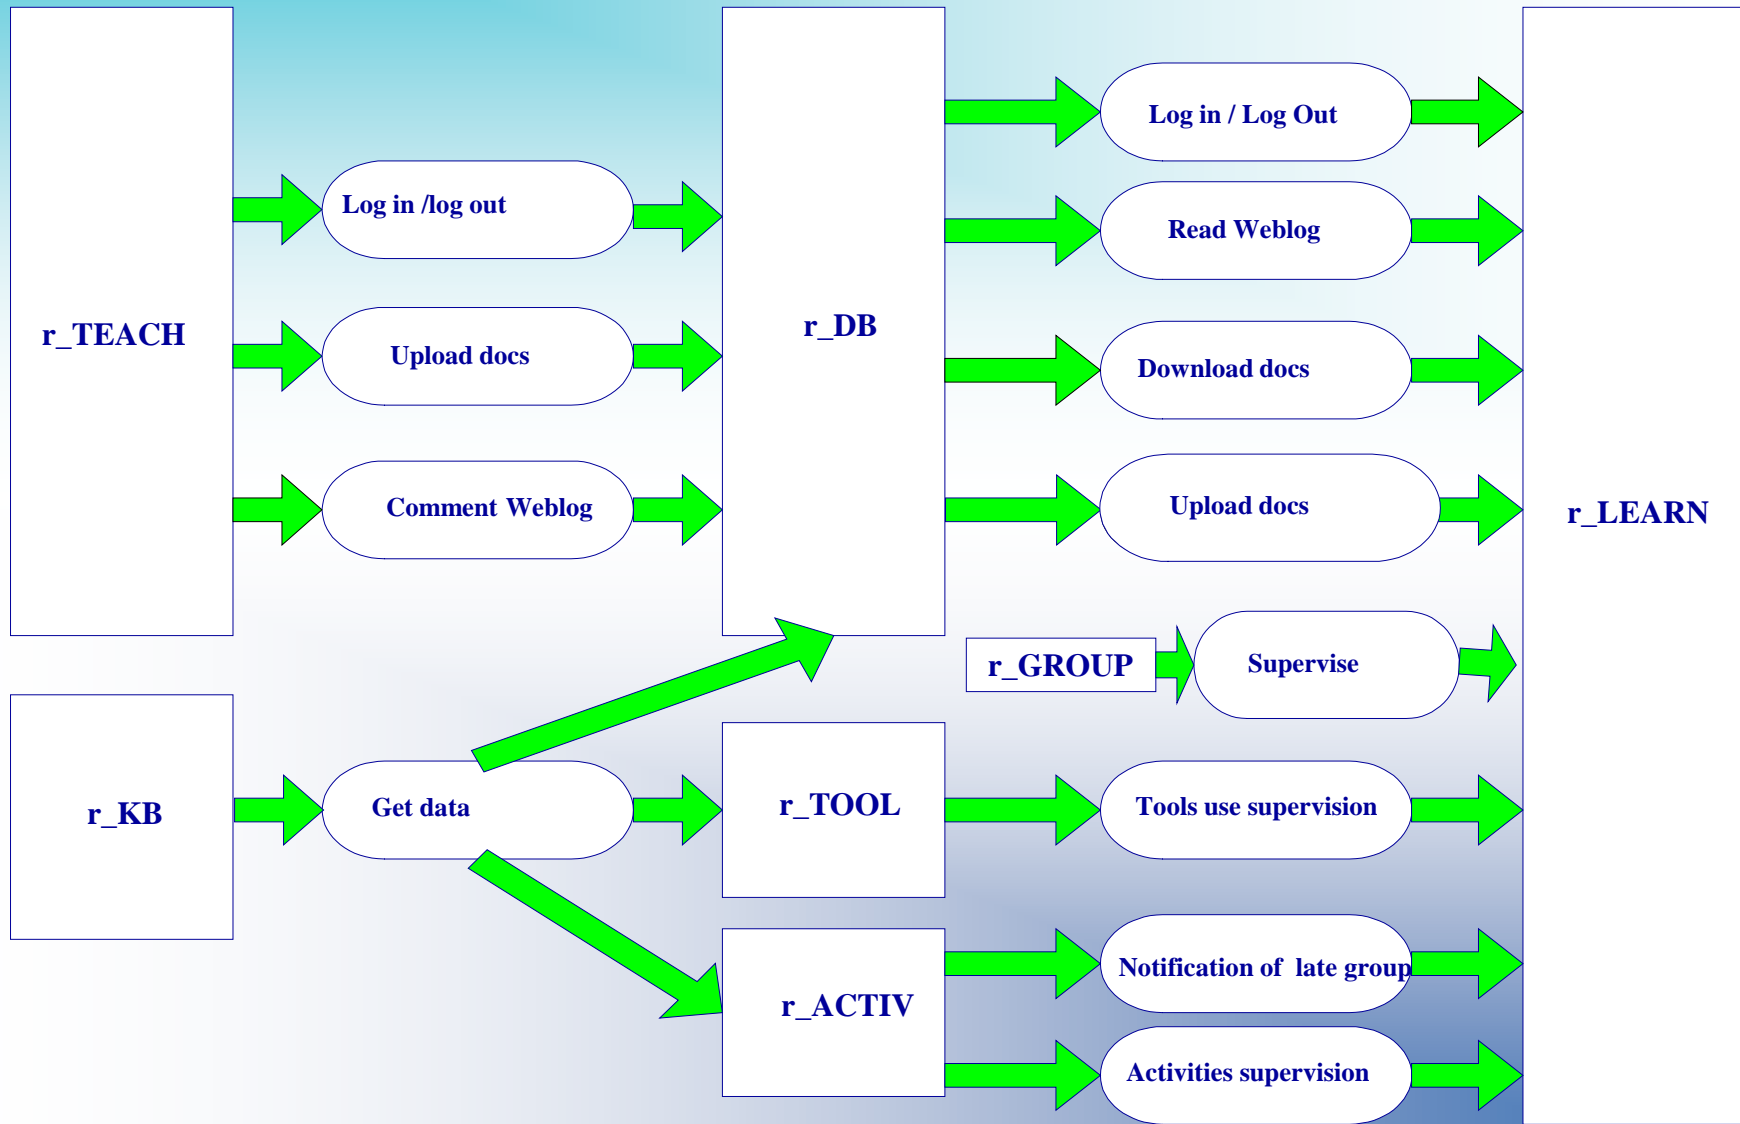 Log in / Log Out
Log in /log out
Read Weblog
r_TEACH
Upload docs
r_DB
Download docs
Comment Weblog
Upload docs
r_LEARN
r_GROUP
Supervise
r_KB
Get data
r_TOOL
Tools use supervision
Notification of late group
r_ACTIV
Activities supervision